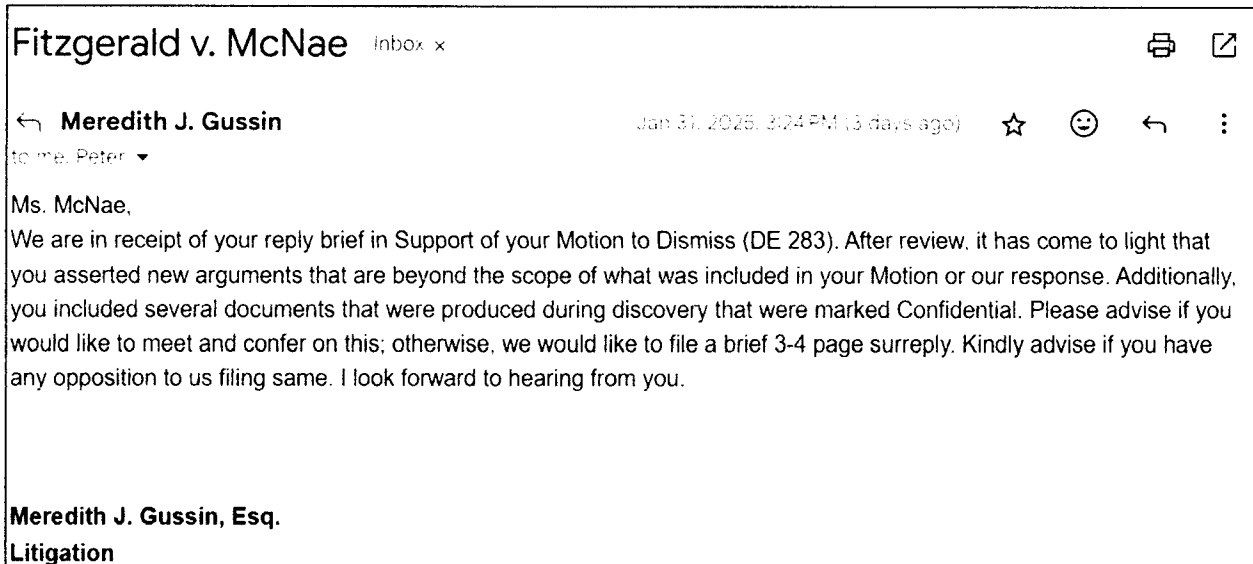 Fitzgerald v. McNae Inbox ×
Meredith J. Gussin Jan 31, 2025, 3:24 PM (3 days ago)
to me, Peter
Ms. McNae,
We are in receipt of your reply brief in Support of your Motion to Dismiss (DE 283). After review, it has come to light that
you asserted new arguments that are beyond the scope of what was included in your Motion or our response. Additionally,
you included several documents that were produced during discovery that were marked Confidential. Please advise if you
would like to meet and confer on this; otherwise, we would like to file a brief 3-4 page surreply. Kindly advise if you have
any opposition to us filing same. I look forward to hearing from you.
Meredith J. Gussin, Esq.
Litigation